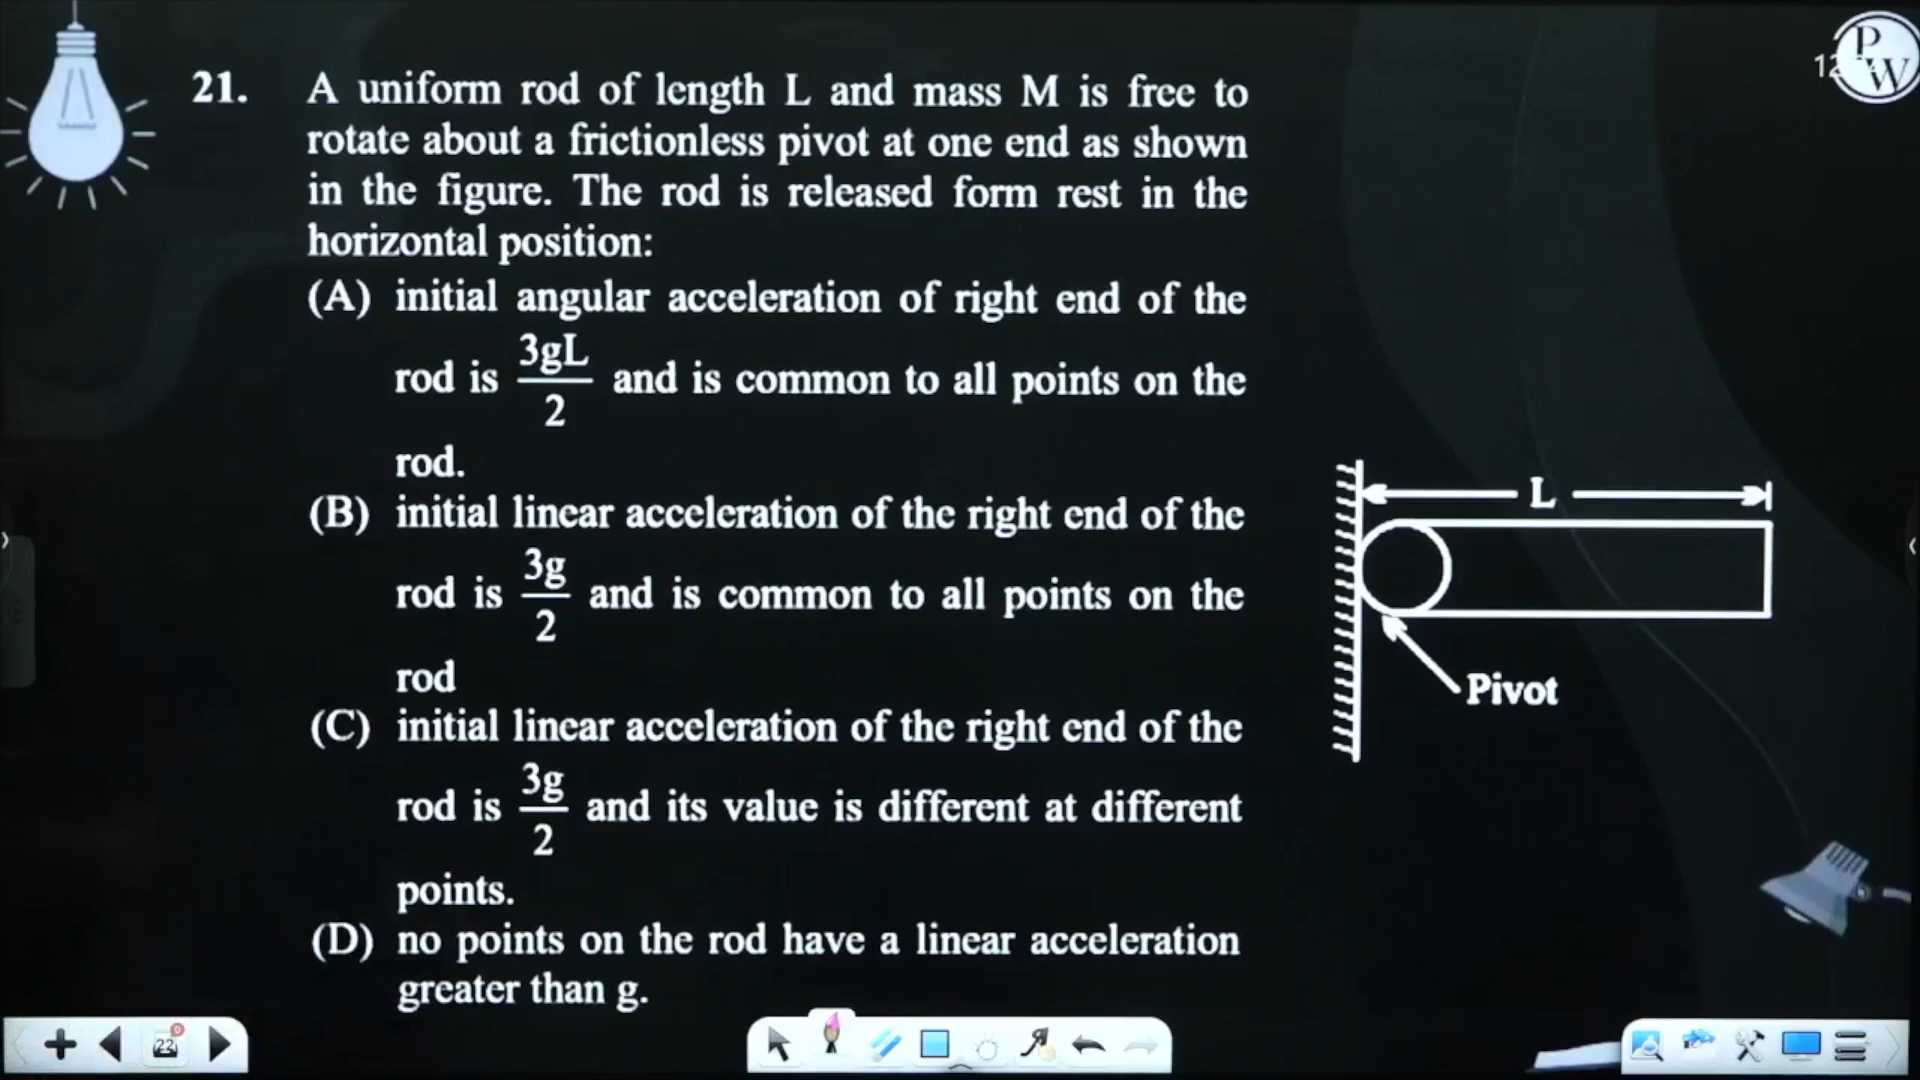 PW
21. A uniform rod of length L and mass M is free to
rotate about a frictionless pivot at one end as shown
in the figure. The rod is released form rest in the
horizontal position:
(A) initial angular acceleration of right end of the
rod is 3gL/2 and is common to all points on the
rod.
(B) initial linear acceleration of the right end of the
rod is 3g/2 and is common to all points on the
rod
(C) initial linear acceleration of the right end of the
rod is 3g/2 and its value is different at different
points.
(D) no points on the rod have a linear acceleration
greater than g.
L
Pivot
22